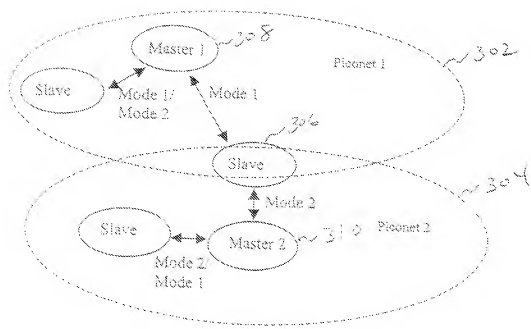 308
Master 1
302
Piconet 1
Slave
Mode 1/
Mode 2
Mode 1
306
Slave
304
Mode 2
Slave
Master 2
310
Piconet 2
Mode 2/
Mode 1